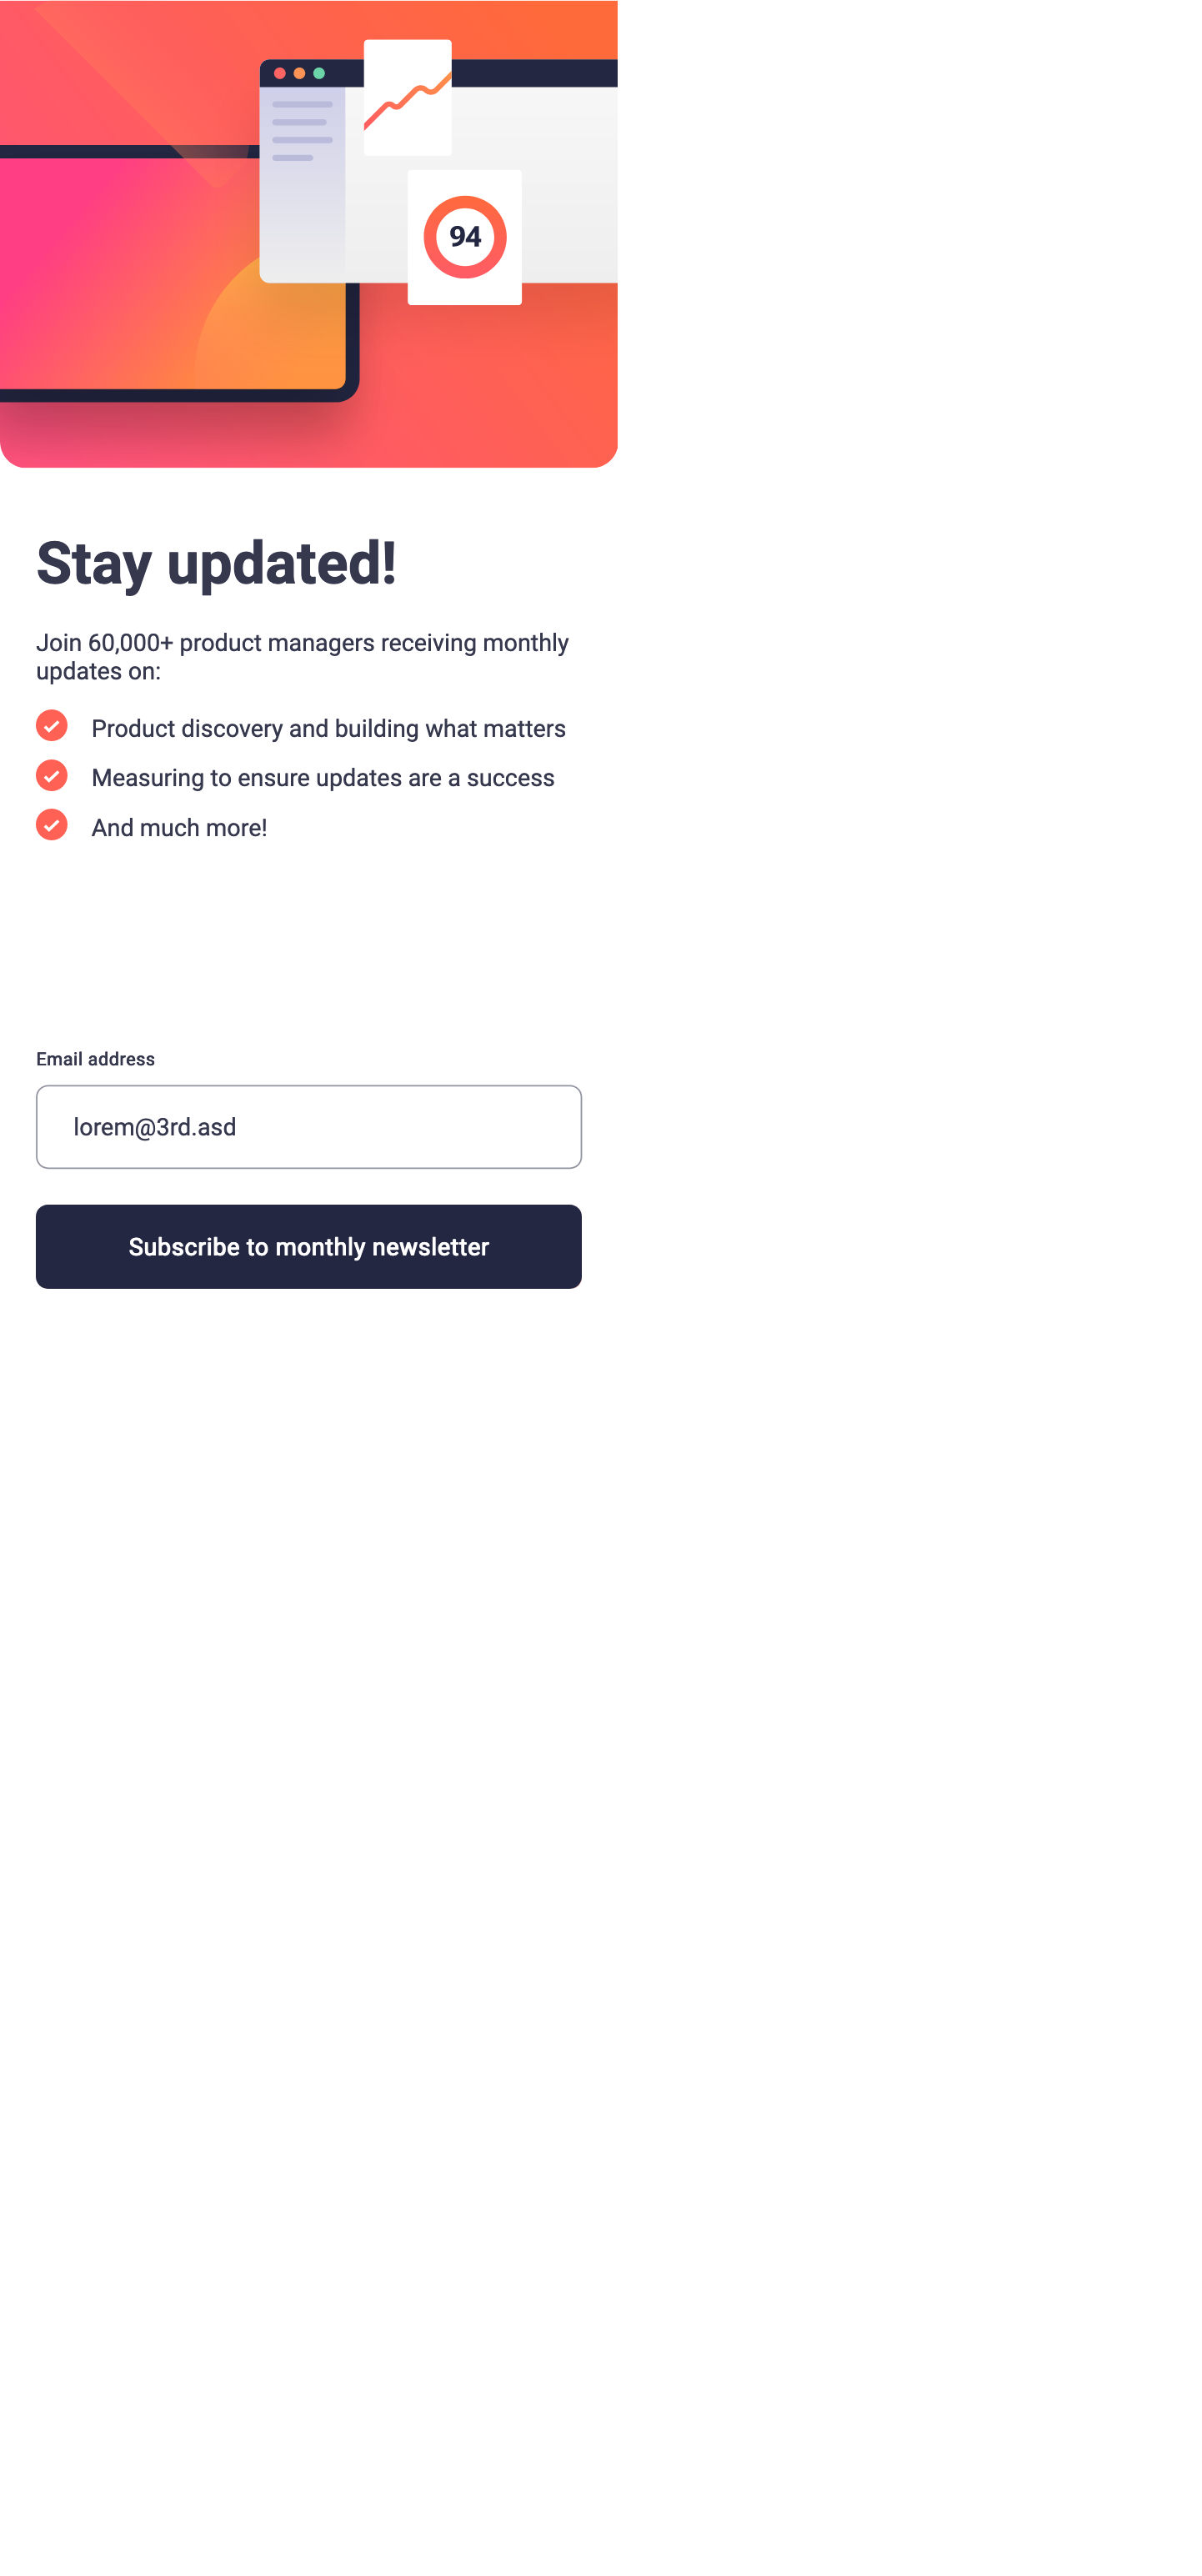 94
Stay updated!
Join 60,000+ product managers receiving monthly
updates on:
Product discovery and building what matters
Measuring to ensure updates are a success
And much more!
Email address
lorem@3rd.asd
Subscribe to monthly newsletter